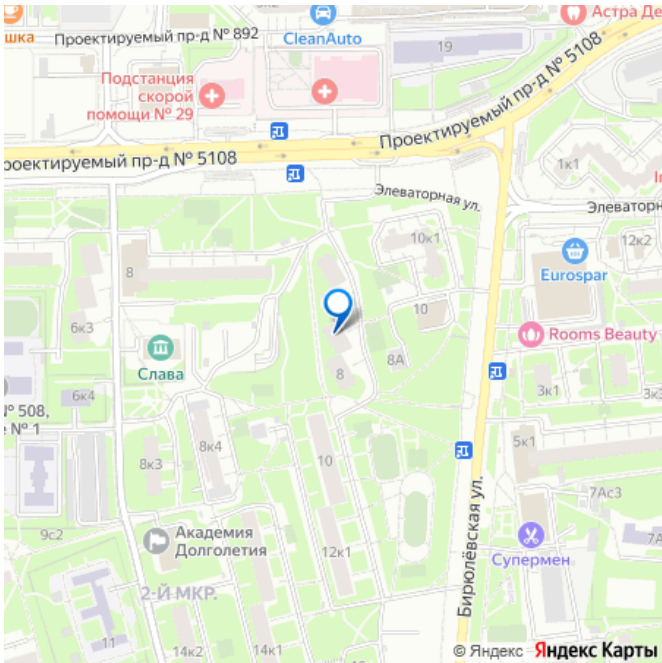 шка
Проектируемый пр-д № 892
CleanAuto
19
Астра Де
Подстанция
скорой
помощи № 29
Проектируемый пр-д № 5108
роектируемый пр-д № 5108
1к1
Элеваторная ул.
Элеваторн
10к1
12к2
8
Eurospar
10
6к3
Rooms Beauty
Слава
8А
8
6к4
3к1
3к3
№ 508,
е № 1
8к4
5к1
8к3
10
7Ас3
9с2
Академия
Долголетия
12к1
Супермен
7А
2-Й МКР.
Бирюлёвская ул.
11
14к2
14к1
© Яндекс
Яндекс Карты